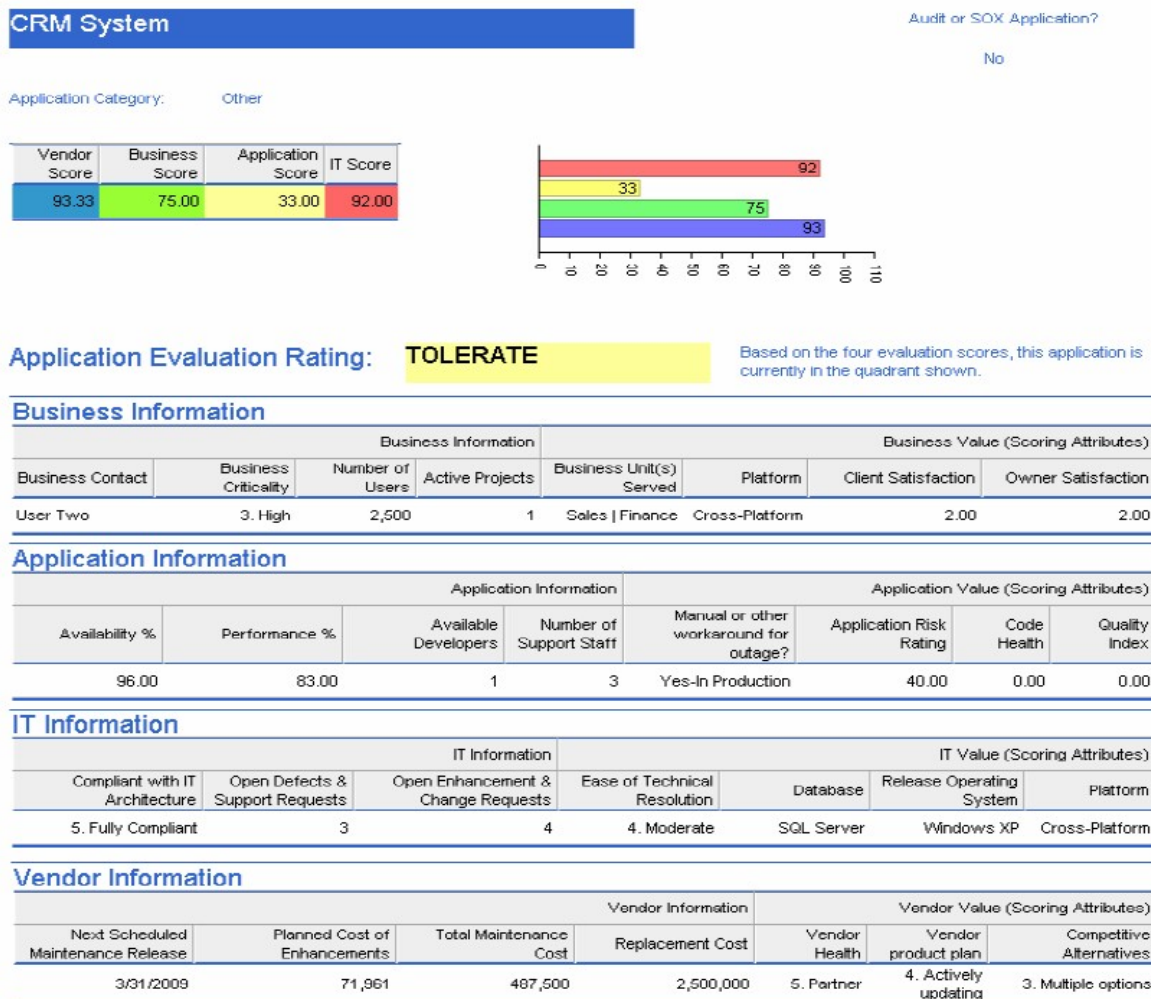 CRM System
Audit or SOX Application?
No
Application Category: Other
Vendor Score Business Score Application Score IT Score
93.33 75.00 33.00 92.00
92
33
75
93
0 10 20 30 40 50 60 70 80 90 100 110
Application Evaluation Rating: TOLERATE
Based on the four evaluation scores, this application is
currently in the quadrant shown.
Business Information
Business Information Business Value (Scoring Attributes)
Business Contact Business Criticality Number of Users Active Projects Business Unit(s) Served Platform Client Satisfaction Owner Satisfaction
User Two 3. High 2,500 1 Sales | Finance Cross-Platform 2.00 2.00
Application Information
Application Information Application Value (Scoring Attributes)
Availability % Performance % Available Developers Number of Support Staff Manual or other workaround for outage? Application Risk Rating Code Health Quality Index
96.00 83.00 1 3 Yes-In Production 40.00 0.00 0.00
IT Information
IT Information IT Value (Scoring Attributes)
Compliant with IT Architecture Open Defects & Support Requests Open Enhancement & Change Requests Ease of Technical Resolution Database Release Operating System Platform
5. Fully Compliant 3 4 4. Moderate SQL Server Windows XP Cross-Platform
Vendor Information
Vendor Information Vendor Value (Scoring Attributes)
Next Scheduled Maintenance Release Planned Cost of Enhancements Total Maintenance Cost Replacement Cost Vendor Health Vendor product plan Competitive Alternatives
3/31/2009 71,961 487,500 2,500,000 5. Partner 4. Actively updating 3. Multiple options